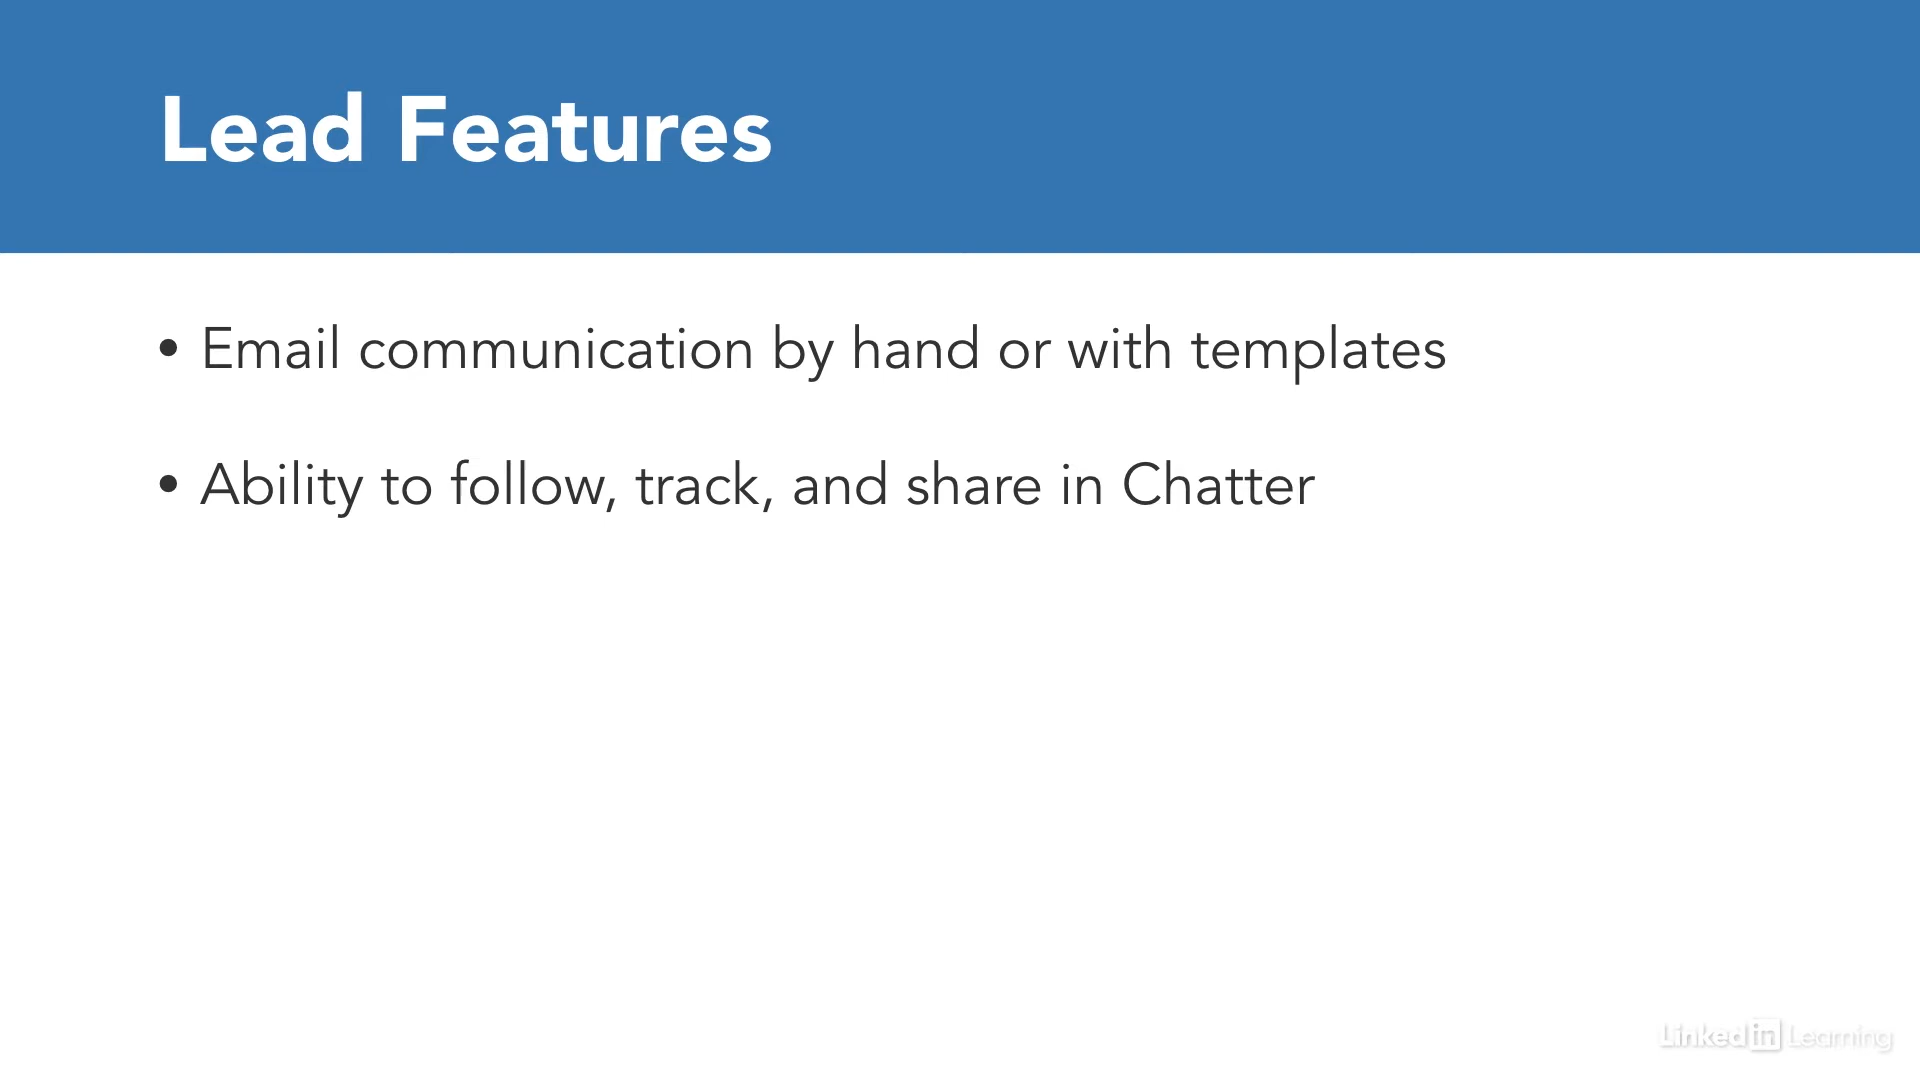 Lead Features
• Email communication by hand or with templates
• Ability to follow, track, and share in Chatter
LinkedIn Learning